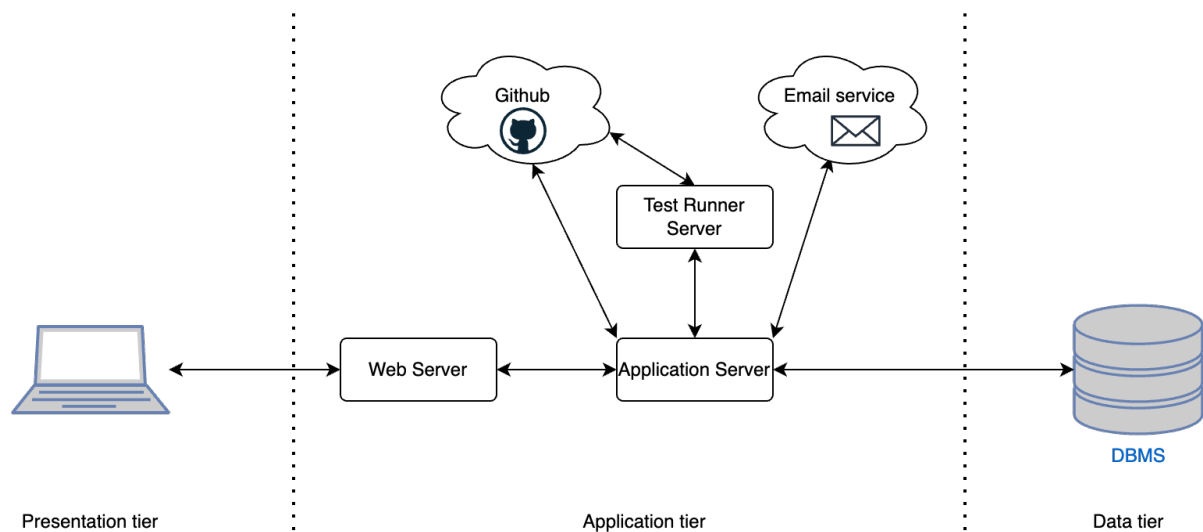 Github
Email service
Test Runner
Server
Web Server
Application Server
DBMS
Presentation tier
Application tier
Data tier